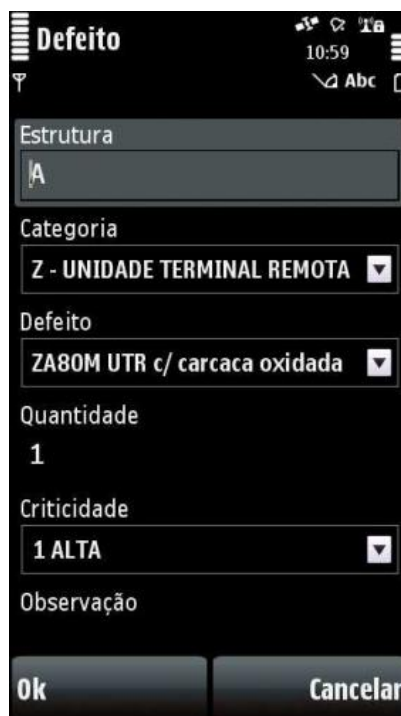 Defeito
10:59
Abc
Estrutura
A
Categoria
Z - UNIDADE TERMINAL REMOTA
Defeito
ZA80M UTR c/ carcaca oxidada
Quantidade
1
Criticidade
1 ALTA
Observação
Ok
Cancelar